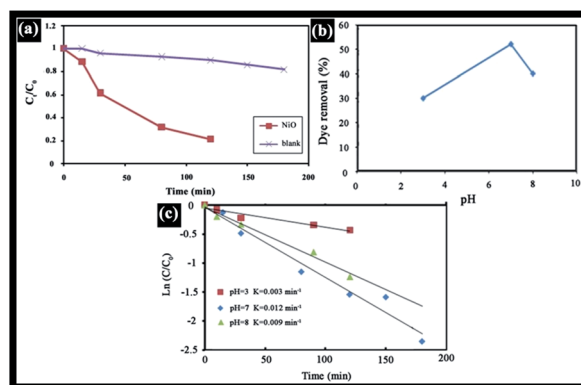 (a)
1.2
1
0.8
0.6
0.4
0.2
0
Ct/C0
NiO
blank
0 50 100 150 200
Time (min)
(b)
60
50
40
30
20
10
0
Dye removal (%)
0 2 4 6 8 10
pH
(c)
0
-0.5
-1
-1.5
-2
-2.5
Ln (C/C0)
pH=3 K=0.003 min⁻¹
pH=7 K=0.012 min⁻¹
pH=8 K=0.009 min⁻¹
0 50 100 150 200
Time (min)